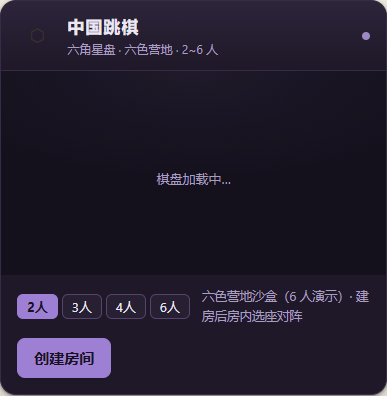 中国跳棋
六角星盘 · 六色营地 · 2~6 人
棋盘加载中...
2人 3人 4人 6人
六色营地沙盒（6 人演示）· 建
房后房内选座对阵
创建房间